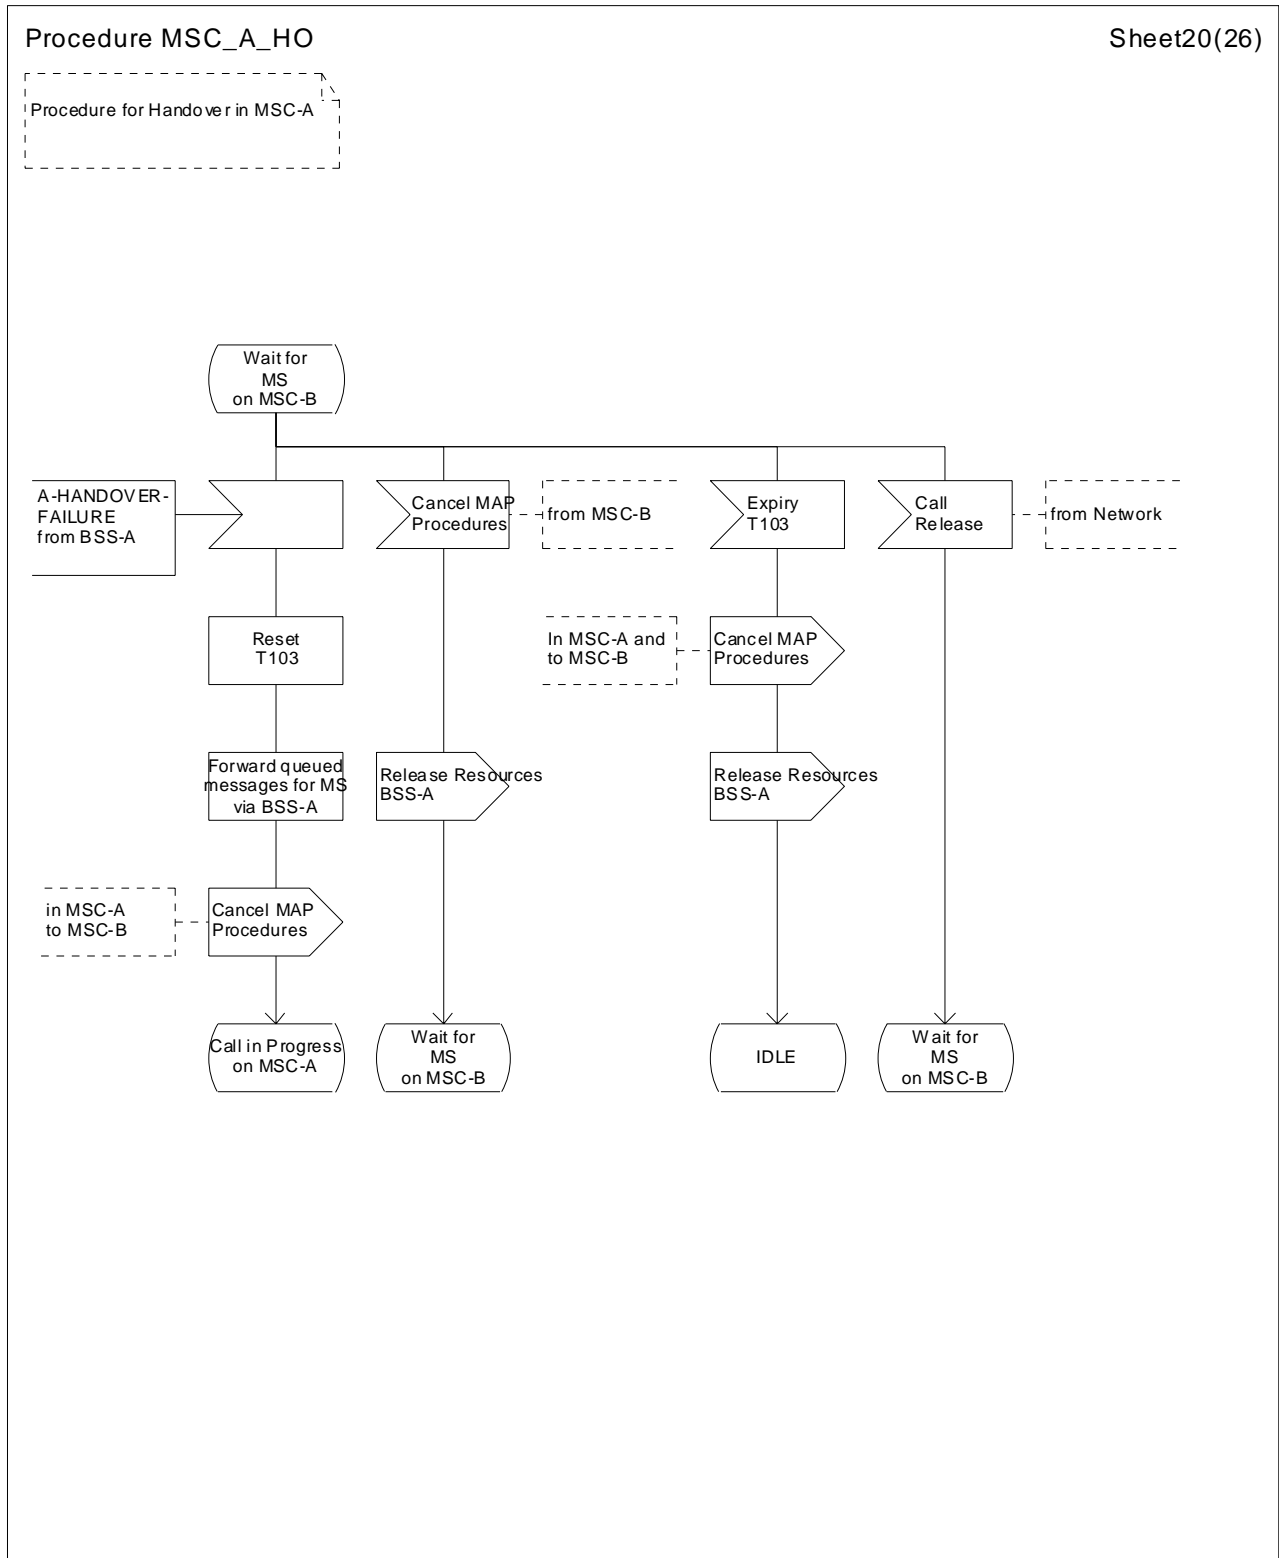 Procedure MSC_A_HO
Sheet20(26)
Procedure for Handover in MSC-A
Wait for
MS
on MSC-B
A-HANDOVER-
FAILURE
from BSS-A
Cancel MAP
Procedures
from MSC-B
Expiry
T103
Call
Release
from Network
Reset
T103
In MSC-A and
to MSC-B
Cancel MAP
Procedures
Forward queued
messages for MS
via BSS-A
Release Resources
BSS-A
Release Resources
BSS-A
in MSC-A
to MSC-B
Cancel MAP
Procedures
Call in Progress
on MSC-A
Wait for
MS
on MSC-B
IDLE
Wait for
MS
on MSC-B